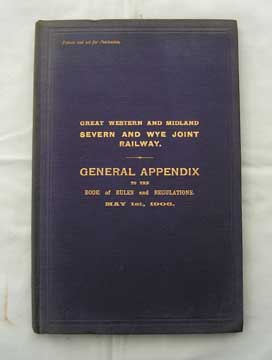 Private and not for Publication.
GREAT WESTERN AND MIDLAND
SEVERN AND WYE JOINT
RAILWAY.
GENERAL APPENDIX
TO THE
BOOK of RULES and REGULATIONS.
MAY 1st, 1906.